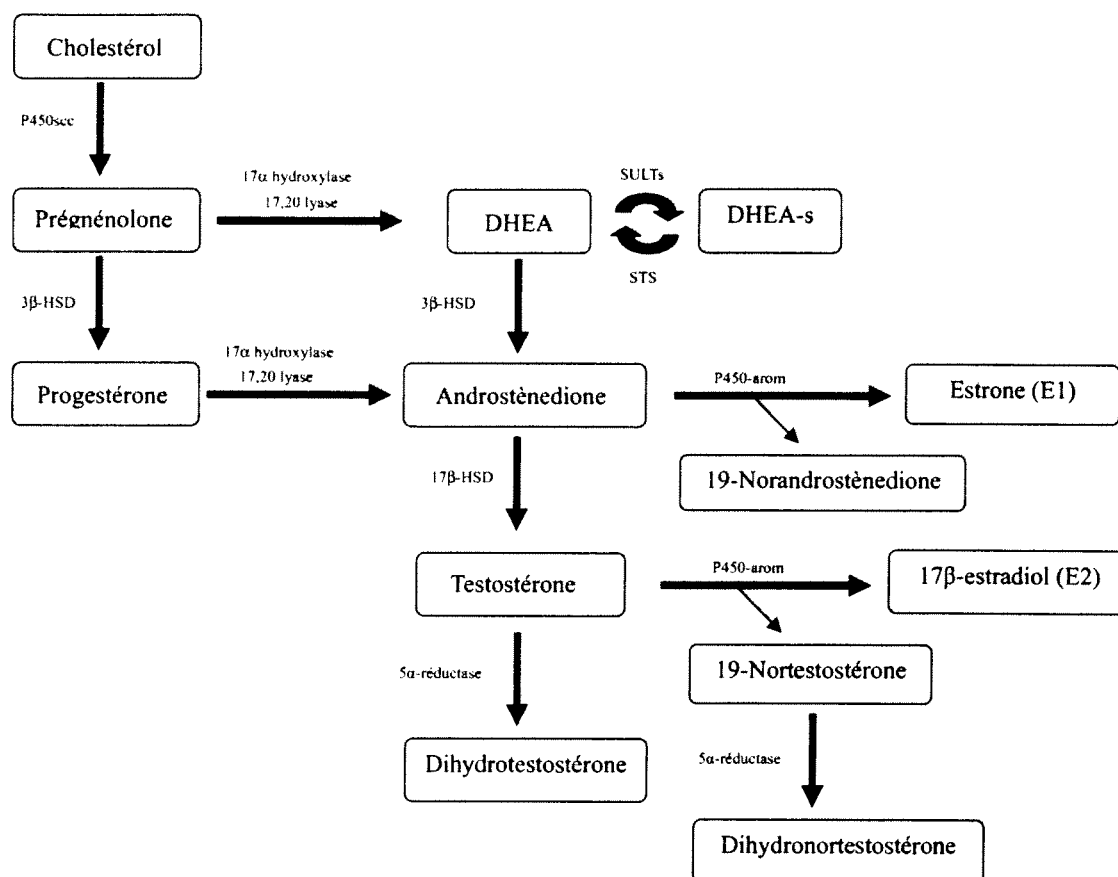 Cholestérol
P450scc
17α hydroxylase
17,20 lyase
SULTs
Prégnénolone
DHEA
DHEA-s
STS
3β-HSD
3β-HSD
17α hydroxylase
17,20 lyase
Progestérone
Androstènedione
P450-arom
Estrone (E1)
17β-HSD
19-Norandrostènedione
Testostérone
P450-arom
17β-estradiol (E2)
5α-réductase
19-Nortestostérone
Dihydrotestostérone
5α-réductase
Dihydronortestostérone